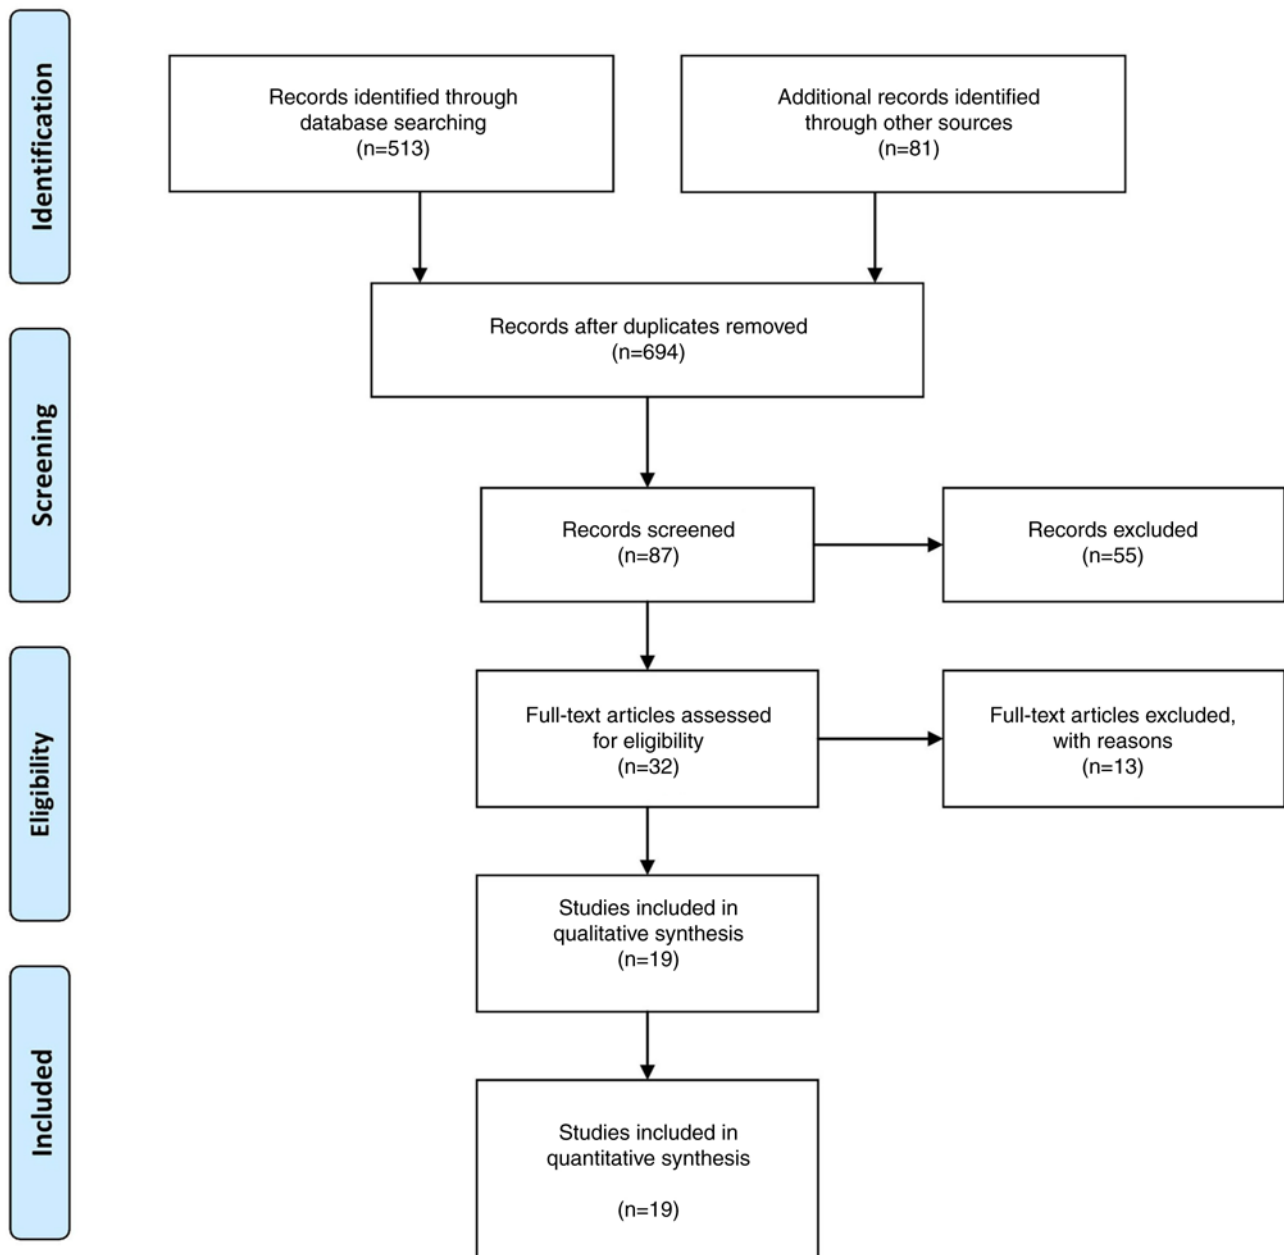 Identification
Records identified through
database searching
(n=513)
Additional records identified
through other sources
(n=81)
Records after duplicates removed
(n=694)
Screening
Records screened
(n=87)
Records excluded
(n=55)
Eligibility
Full-text articles assessed
for eligibility
(n=32)
Full-text articles excluded,
with reasons
(n=13)
Studies included in
qualitative synthesis
(n=19)
Included
Studies included in
quantitative synthesis
(n=19)